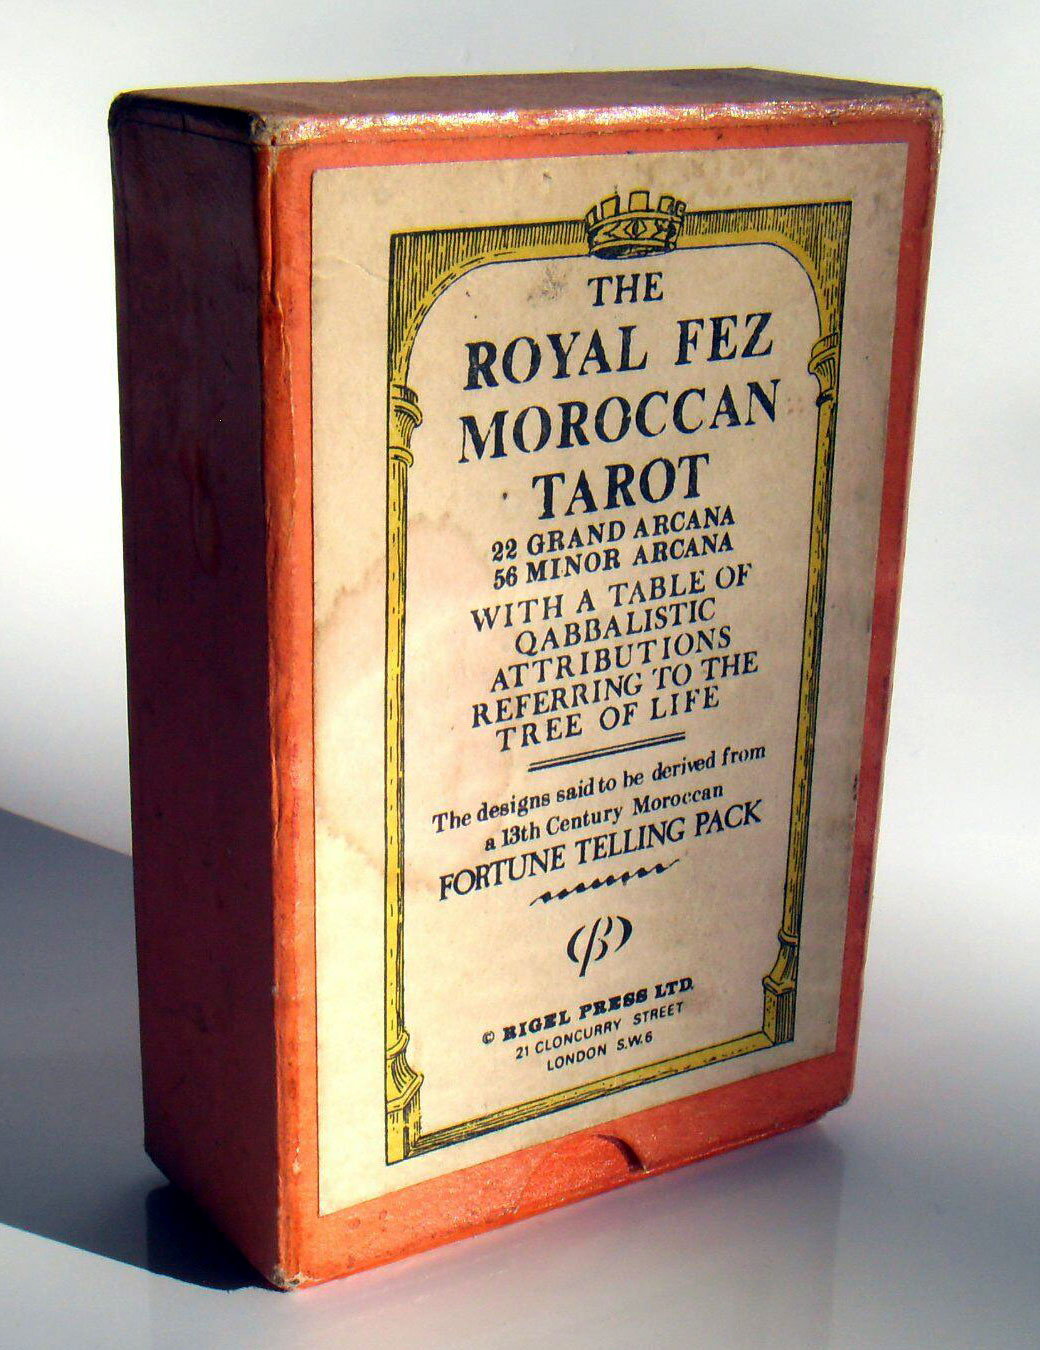 THE
ROYAL FEZ
MOROCCAN
TAROT
22 GRAND ARCANA
56 MINOR ARCANA
WITH A TABLE OF
QABBALISTIC
ATTRIBUTIONS
REFERRING TO THE
TREE OF LIFE
The designs said to be derived from
a 13th Century Moroccan
FORTUNE TELLING PACK
© RIGEL PRESS LTD.
21 CLONCURRY STREET
LONDON S.W.6